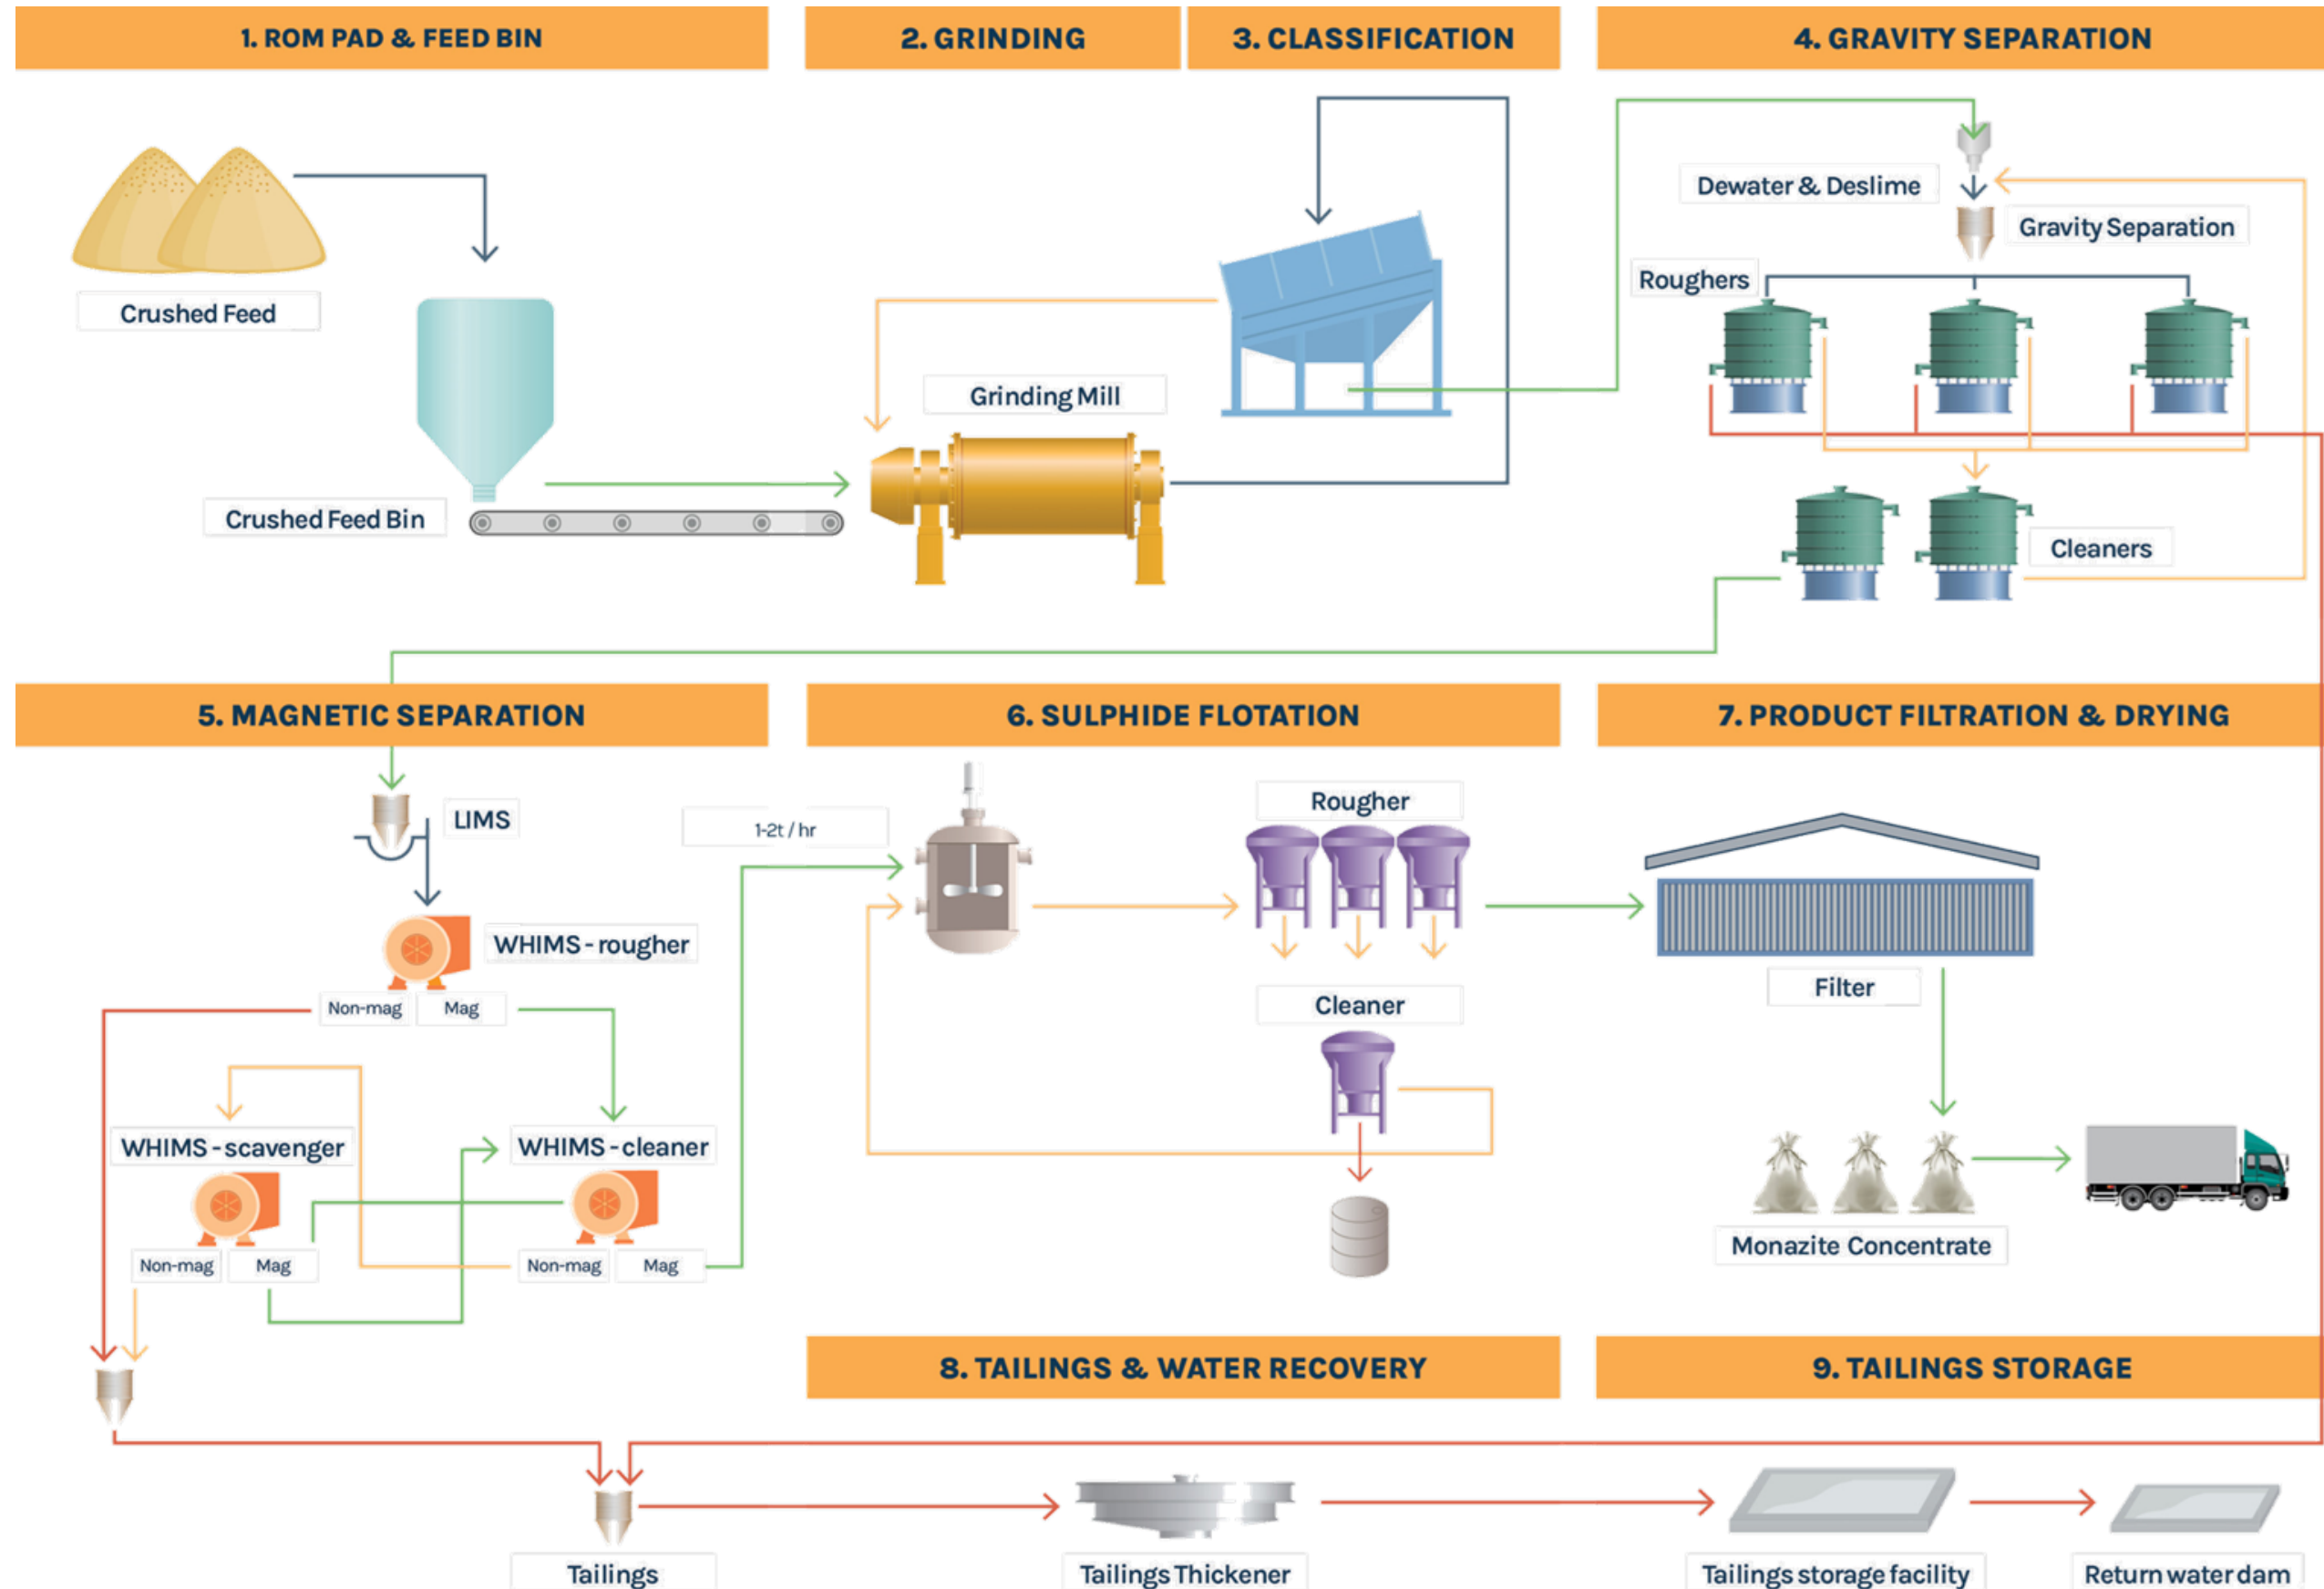 1. ROM PAD & FEED BIN
2. GRINDING
3. CLASSIFICATION
4. GRAVITY SEPARATION
Crushed Feed
Crushed Feed Bin
Grinding Mill
Dewater & Deslime
Gravity Separation
Roughers
Cleaners
5. MAGNETIC SEPARATION
6. SULPHIDE FLOTATION
7. PRODUCT FILTRATION & DRYING
LIMS
WHIMS - rougher
Non-mag
Mag
WHIMS - scavenger
WHIMS - cleaner
Non-mag
Mag
Non-mag
Mag
1-2t / hr
Rougher
Cleaner
Filter
Monazite Concentrate
8. TAILINGS & WATER RECOVERY
9. TAILINGS STORAGE
Tailings
Tailings Thickener
Tailings storage facility
Return water dam